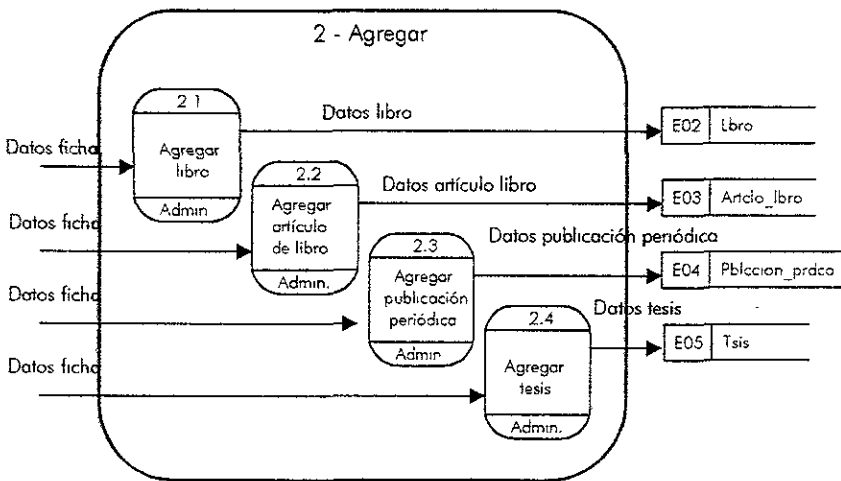 2 - Agregar
2 1
Datos libro
E02 Lbro
Datos ficha
Agregar
libro
Admin
2.2
Datos artículo libro
E03 Artclo_lbro
Datos ficha
Agregar
artículo
de libro
Admin.
2.3
Datos publicación periódica
E04 Pblccion_prdca
Datos ficha
Agregar
publicación
periódica
Admin
2.4
Datos tesis
E05 Tsis
Datos ficha
Agregar
tesis
Admin.